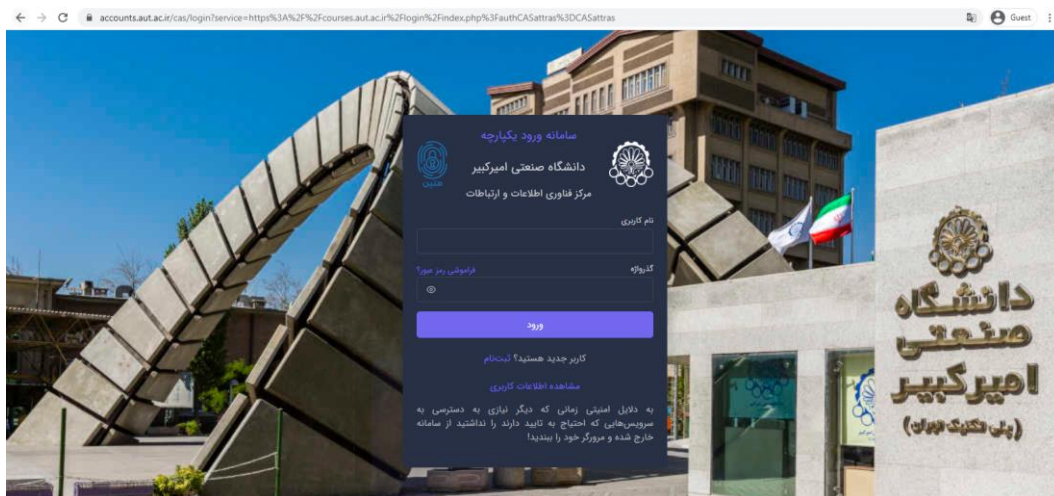 accounts.aut.ac.ir/cas/login?service=https%3A%2F%2Fcourses.aut.ac.ir%2Flogin%2Findex.php%3FauthCASattras%3DCASattras
Guest
سامانه ورود یکپارچه
دانشگاه صنعتی امیرکبیر
مرکز فناوری اطلاعات و ارتباطات
متین
نام کاربری
گذرواژه
فراموشی رمز عبور؟
ورود
کاربر جدید هستید؟ ثبت‌نام
مشاهده اطلاعات کاربری
به دلایل امنیتی زمانی که دیگر نیازی به دسترسی به
سرویس‌هایی که احتیاج به تایید دارند را نداشتید از سامانه
خارج شده و مرورگر خود را ببندید!
دانشگاه
صنعتی
امیرکبیر
(پلی تکنیک تهران)